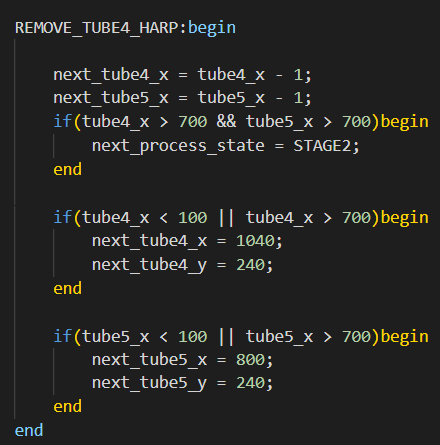 REMOVE_TUBE4_HARP:begin
next_tube4_x = tube4_x - 1;
next_tube5_x = tube5_x - 1;
if(tube4_x > 700 && tube5_x > 700)begin
next_process_state = STAGE2;
end
if(tube4_x < 100 || tube4_x > 700)begin
next_tube4_x = 1040;
next_tube4_y = 240;
end
if(tube5_x < 100 || tube5_x > 700)begin
next_tube5_x = 800;
next_tube5_y = 240;
end
end